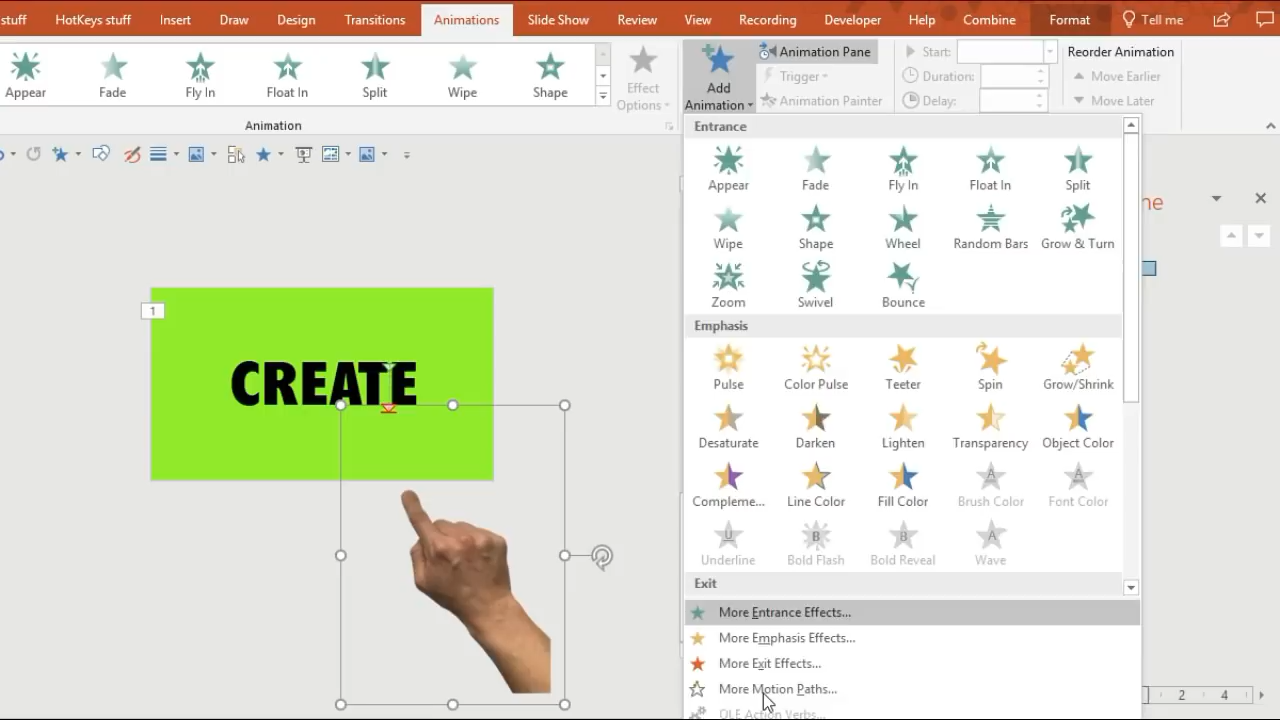 stuff HotKeys stuff Insert Draw Design Transitions Animations Slide Show Review View Recording Developer Help Combine Format Tell me
Appear Fade Fly In Float In Split Wipe Shape
Effect
Options
Add
Animation
Animation Pane
Trigger
Animation Painter
Start:
Duration:
Delay:
Reorder Animation
Move Earlier
Move Later
Animation
Entrance
Appear Fade Fly In Float In Split
Wipe Shape Wheel Random Bars Grow & Turn
Zoom Swivel Bounce
Emphasis
Pulse Color Pulse Teeter Spin Grow/Shrink
Desaturate Darken Lighten Transparency Object Color
Compleme... Line Color Fill Color Brush Color Font Color
Underline Bold Flash Bold Reveal Wave
Exit
More Entrance Effects...
More Emphasis Effects...
More Exit Effects...
More Motion Paths...
OLE Action Verbs...
ne
1
CREATE
2 4